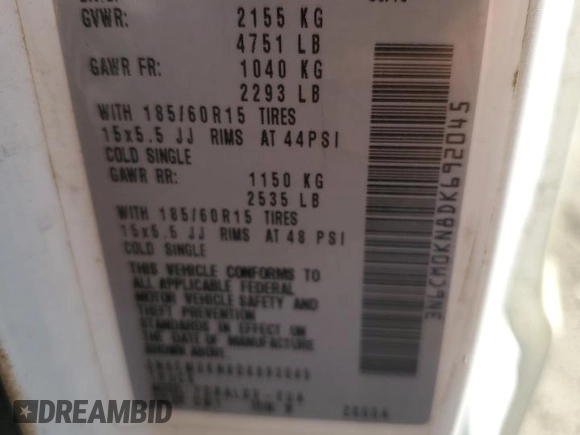 GVWR: 2155 KG
4751 LB
GAWR FR: 1040 KG
2293 LB
WITH 185/60R15 TIRES
15x5.5 JJ RIMS AT 44PSI
COLD SINGLE
GAWR RR: 1150 KG
2535 LB
WITH 185/60R15 TIRES
15x5.5 JJ RIMS AT 48 PSI
COLD SINGLE
THIS VEHICLE CONFORMS TO
ALL APPLICABLE FEDERAL
MOTOR VEHICLE SAFETY AND
THEFT PREVENTION
STANDARDS IN EFFECT ON
THE DATE OF MANUFACTURE
SHOWN ABOVE.
3N6CM0KN8DK692045
DREAMBID